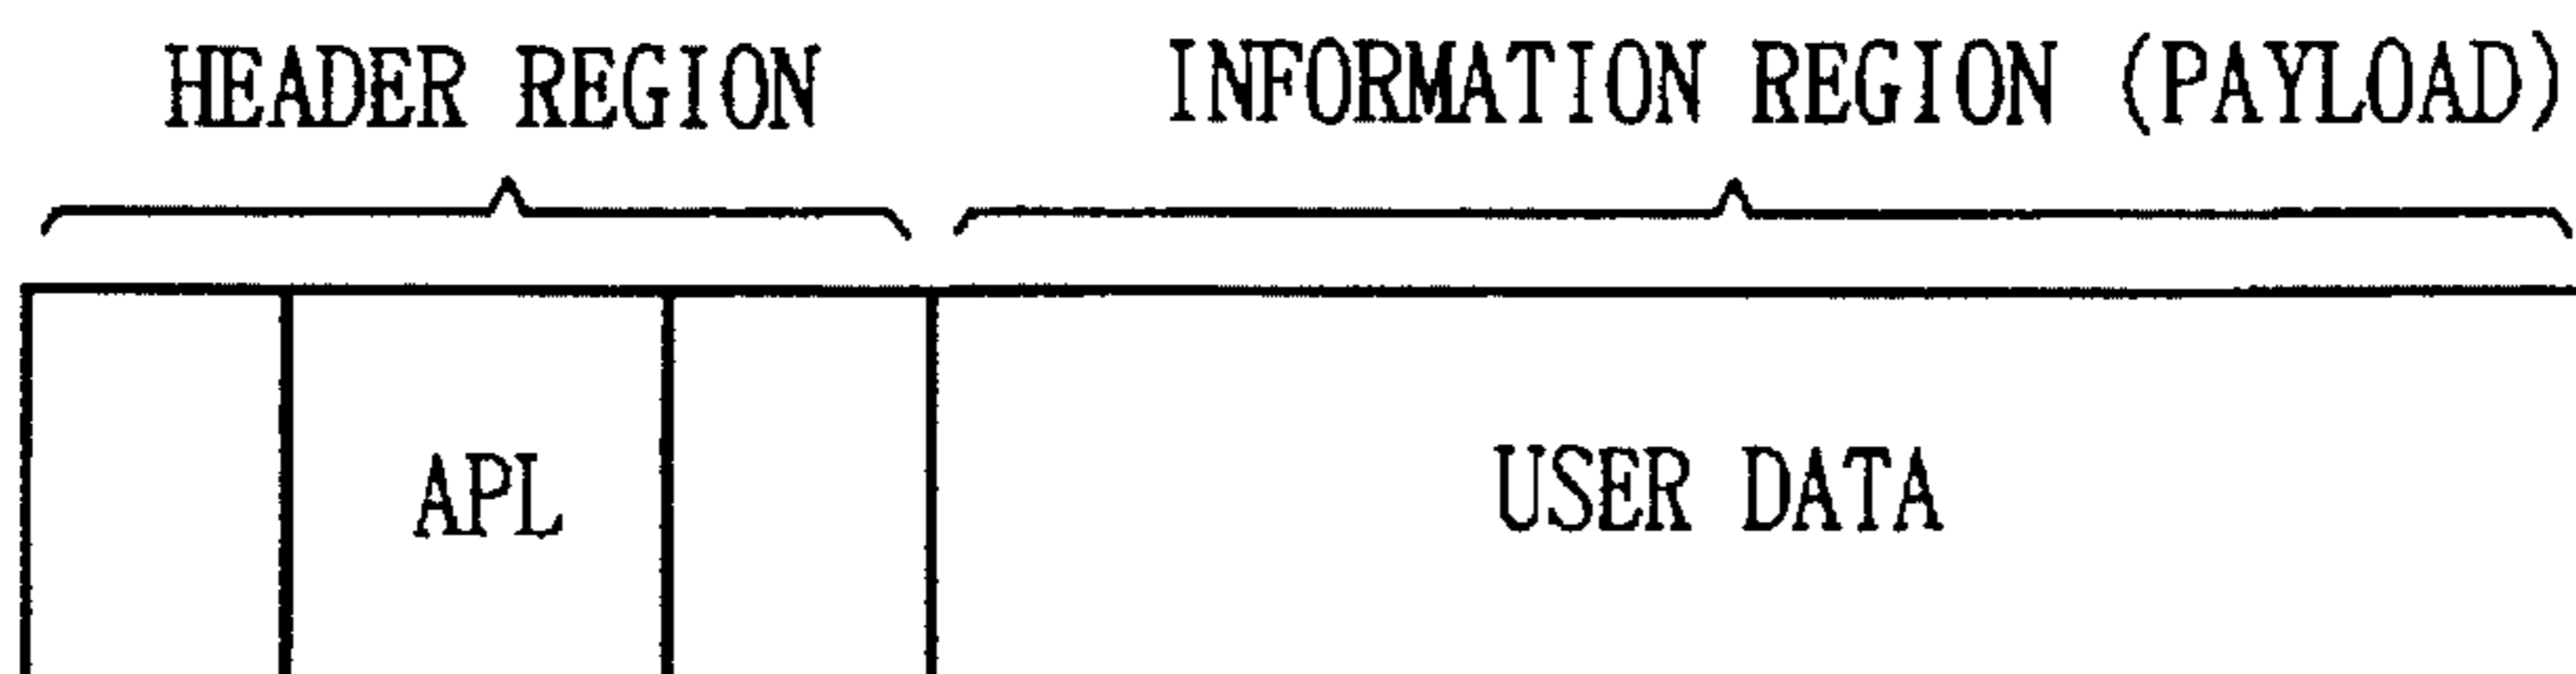 HEADER REGION INFORMATION REGION (PAYLOAD)
APL USER DATA